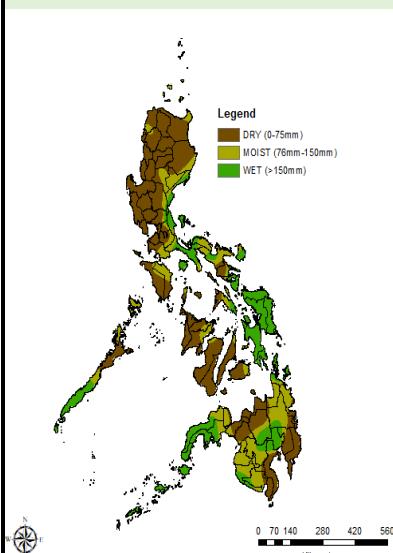 Legend
DRY (0-75mm)
MOIST (76mm-150mm)
WET (>150mm)
N
W
E
0 70 140 280 420 560